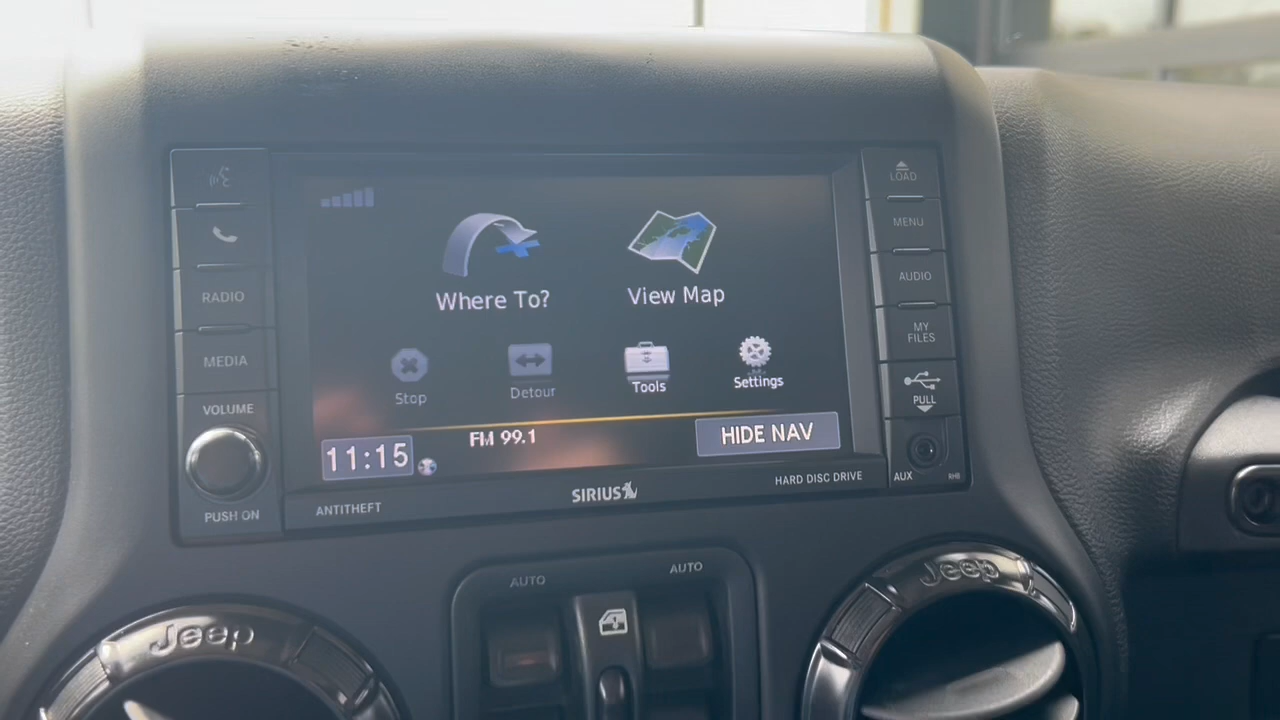 LOAD
MENU
AUDIO
MY
FILES
PULL
AUX
RHB
RADIO
MEDIA
VOLUME
PUSH ON
Where To?
View Map
Stop
Detour
Tools
Settings
11:15
FM 99.1
HIDE NAV
ANTITHEFT
SIRIUS
HARD DISC DRIVE
AUTO
AUTO
Jeep
Jeep